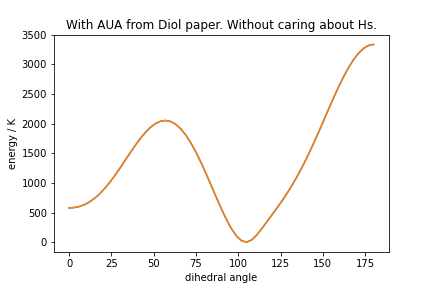 With AUA from Diol paper. Without caring about Hs.
3500
3000
2500
2000
1500
1000
500
0
energy / K
0 25 50 75 100 125 150 175
dihedral angle